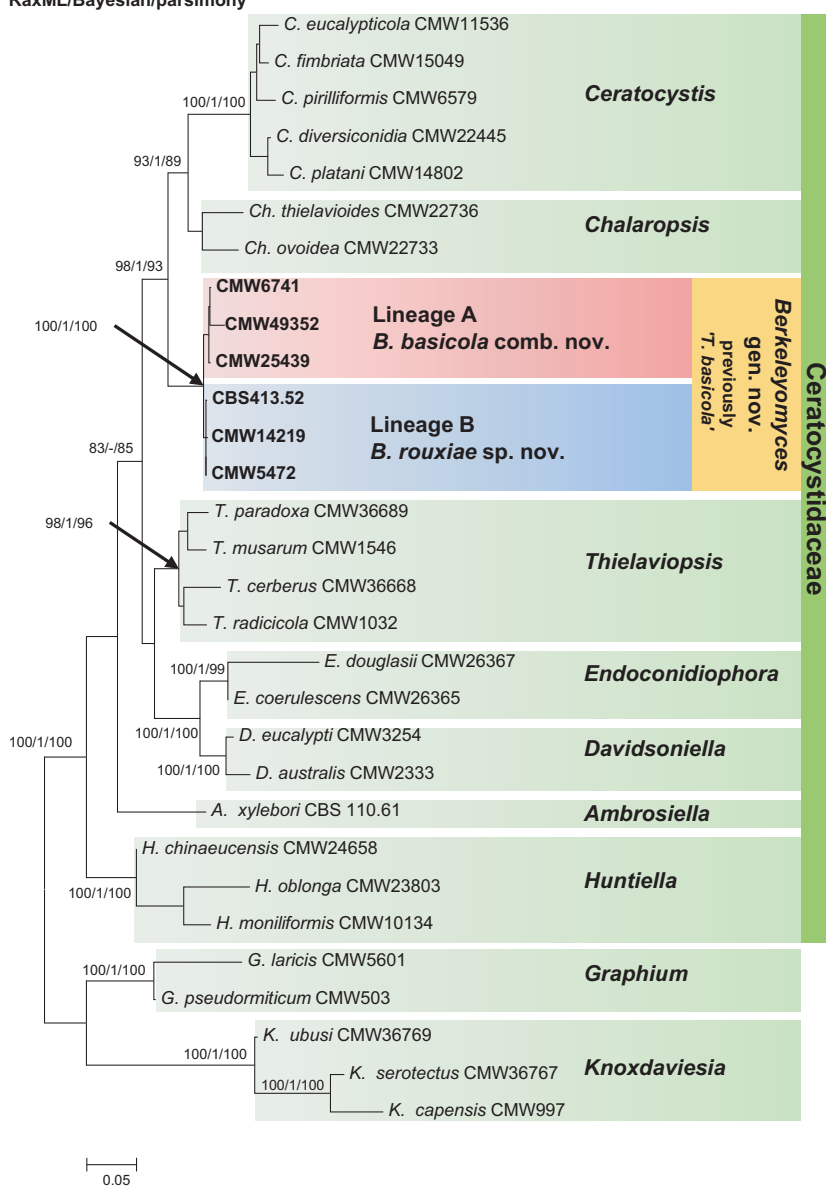 RaxML/Bayesian/parsimony
C. eucalypticola CMW11536
C. fimbriata CMW15049
C. pirilliformis CMW6579
C. diversiconidia CMW22445
C. platani CMW14802
Ceratocystis
100/1/100
93/1/89
Ch. thielavioides CMW22736
Ch. ovoidea CMW22733
Chalaropsis
98/1/93
100/1/100
CMW6741
CMW49352
CMW25439
Lineage A
B. basicola comb. nov.
CBS413.52
CMW14219
CMW5472
Lineage B
B. rouxiae sp. nov.
Berkeleyomyces
gen. nov.
previously
'T. basicola'
Ceratocystidaceae
83/-/85
98/1/96
T. paradoxa CMW36689
T. musarum CMW1546
T. cerberus CMW36668
T. radicicola CMW1032
Thielaviopsis
100/1/99
E. douglasii CMW26367
E. coerulescens CMW26365
Endoconidiophora
100/1/100
100/1/100
D. eucalypti CMW3254
D. australis CMW2333
Davidsoniella
100/1/100
A. xylebori CBS 110.61
Ambrosiella
H. chinaeucensis CMW24658
H. oblonga CMW23803
H. moniliformis CMW10134
Huntiella
100/1/100
100/1/100
G. laricis CMW5601
G. pseudormiticum CMW503
Graphium
100/1/100
K. ubusi CMW36769
K. serotectus CMW36767
K. capensis CMW997
Knoxdaviesia
100/1/100
0.05